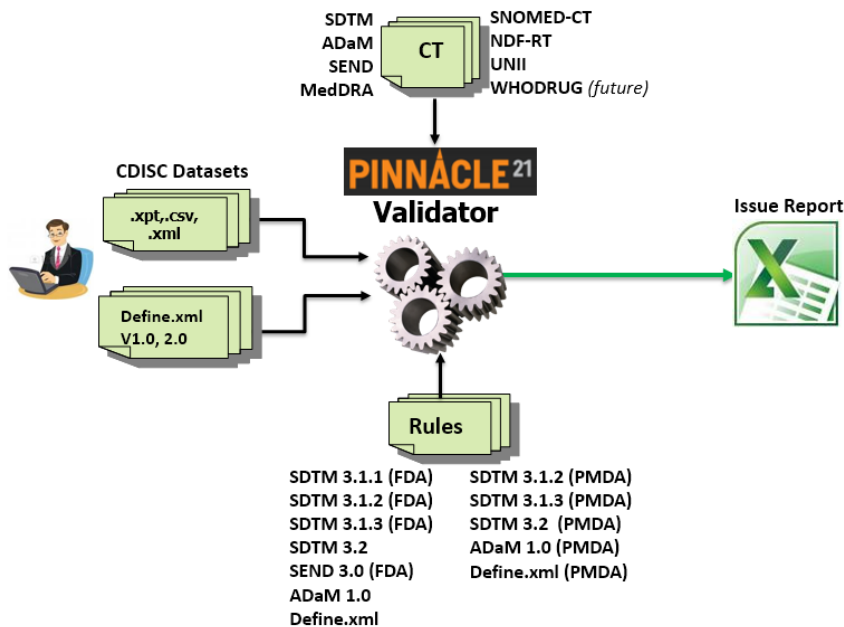 SDTM
ADaM
SEND
MedDRA
CT
SNOMED-CT
NDF-RT
UNII
WHODRUG (future)
PINNACLE 21
Validator
CDISC Datasets
.xpt,.csv,
.xml
Define.xml
V1.0, 2.0
Issue Report
X
Rules
SDTM 3.1.1 (FDA)
SDTM 3.1.2 (FDA)
SDTM 3.1.3 (FDA)
SDTM 3.2
SEND 3.0 (FDA)
ADaM 1.0
Define.xml
SDTM 3.1.2 (PMDA)
SDTM 3.1.3 (PMDA)
SDTM 3.2 (PMDA)
ADaM 1.0 (PMDA)
Define.xml (PMDA)